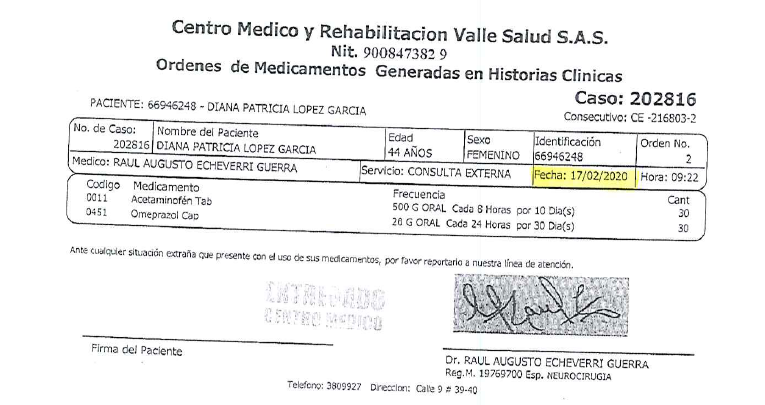 Centro Medico y Rehabilitacion Valle Salud S.A.S.
Nit. 900847382 9
Ordenes de Medicamentos Generadas en Historias Clinicas
Caso: 202816
PACIENTE: 66946248 - DIANA PATRICIA LOPEZ GARCIA
Consecutivo: CE -216803-2
No. de Caso: Nombre del Paciente Edad Sexo Identificación Orden No.
202816 DIANA PATRICIA LOPEZ GARCIA 44 AÑOS FEMENINO 66946248 2
Medico: RAUL AUGUSTO ECHEVERRI GUERRA Servicio: CONSULTA EXTERNA Fecha: 17/02/2020 Hora: 09:22
Codigo Medicamento Frecuencia Cant
0011 Acetaminofén Tab 500 G ORAL Cada 8 Horas por 10 Dia(s) 30
0451 Omeprazol Cap 20 G ORAL Cada 24 Horas por 30 Dia(s) 30
Ante cualquier situación extraña que presente con el uso de sus medicamentos, por favor reportarlo a nuestra línea de atención.
ENTREGADO
CENTRO MEDICO
Firma del Paciente
Dr. RAUL AUGUSTO ECHEVERRI GUERRA
Reg.M. 19769700 Esp. NEUROCIRUGIA
Telefono: 3809927 Direccion: Calle 9 # 39-40